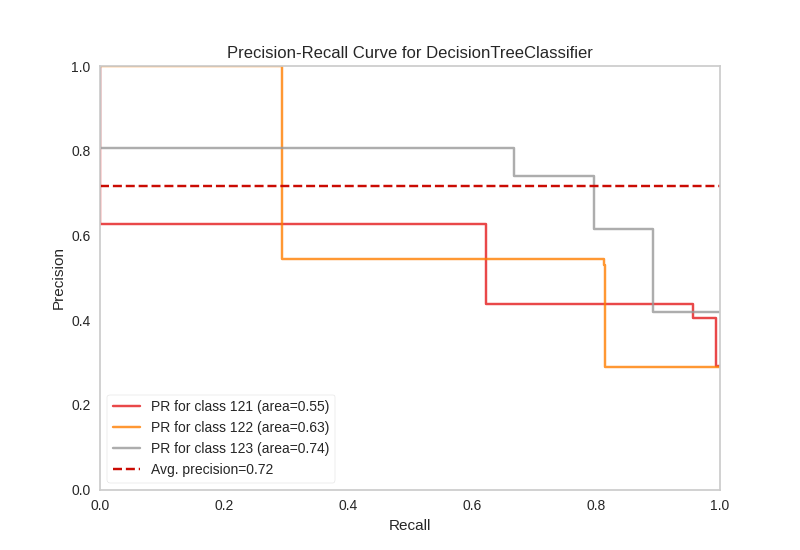 Precision-Recall Curve for DecisionTreeClassifier
1.0
0.8
0.6
0.4
0.2
0.0
Precision
PR for class 121 (area=0.55)
PR for class 122 (area=0.63)
PR for class 123 (area=0.74)
Avg. precision=0.72
0.0 0.2 0.4 0.6 0.8 1.0
Recall